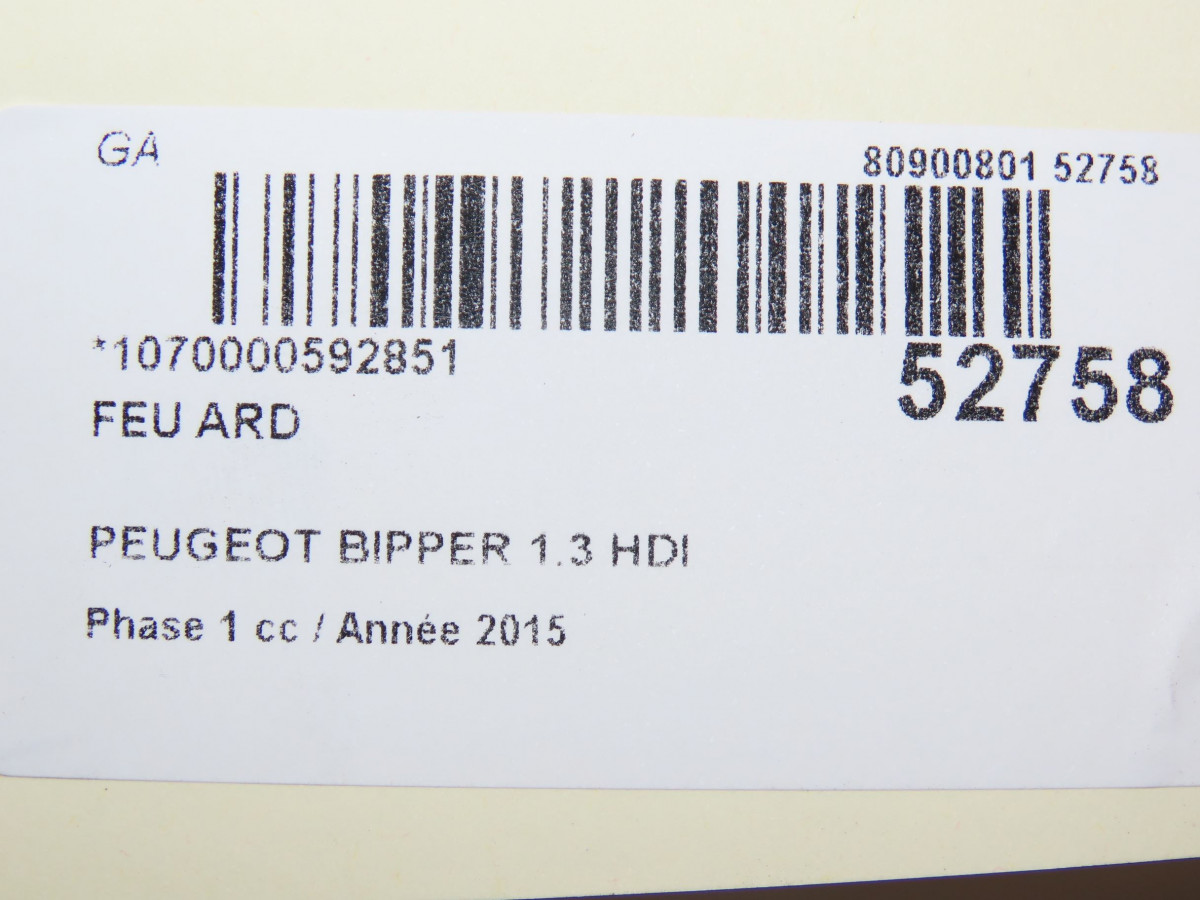 GA
80900801 52758
*1070000592851
52758
FEU ARD
PEUGEOT BIPPER 1.3 HDI
Phase 1 cc / Année 2015